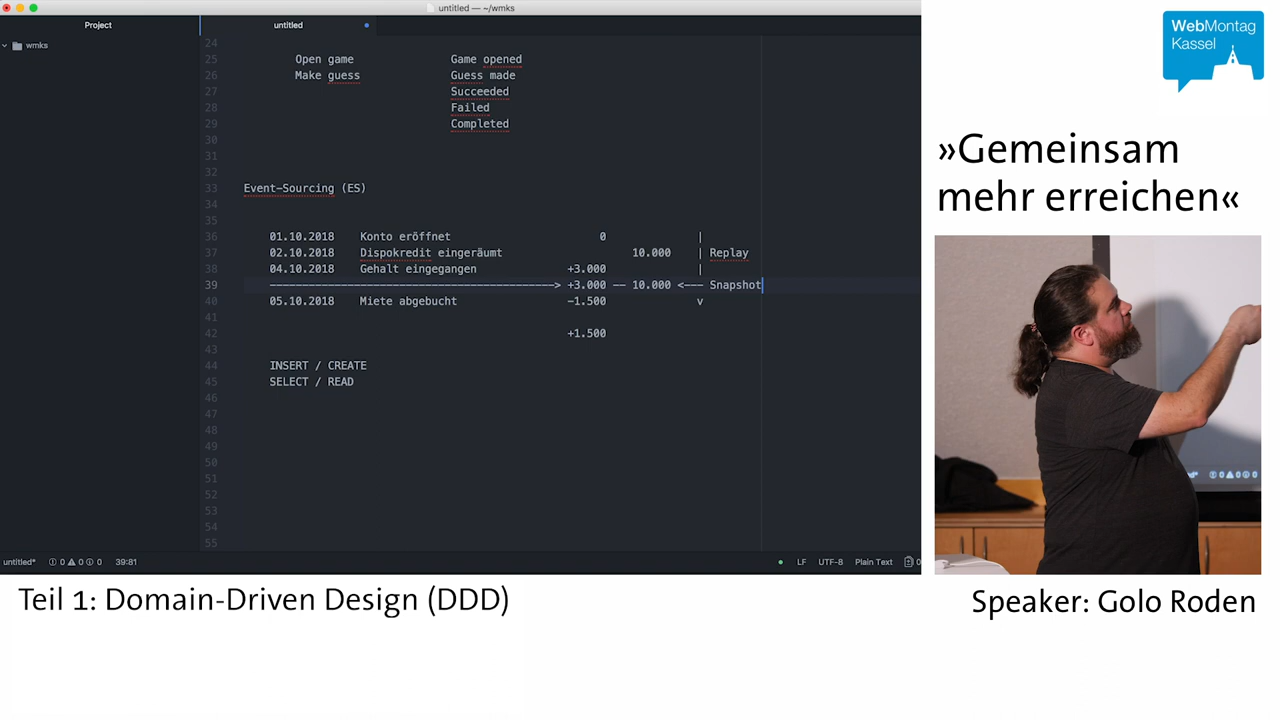 untitled — ~/wmks
Project
untitled
wmks
24
25 Open game Game opened
26 Make guess Guess made
27 Succeeded
28 Failed
29 Completed
30
31
32
33 Event-Sourcing (ES)
34
35
36 01.10.2018 Konto eröffnet 0 |
37 02.10.2018 Dispokredit eingeräumt 10.000 | Replay
38 04.10.2018 Gehalt eingegangen +3.000 |
39 --------------------------------------------> +3.000 -- 10.000 <--- Snapshot
40 05.10.2018 Miete abgebucht -1.500 v
41
42 +1.500
43
44 INSERT / CREATE
45 SELECT / READ
46
47
48
49
50
51
52
53
54
55
untitled* 0 0 0 39:81 LF UTF-8 Plain Text 0
WebMontag
Kassel
»Gemeinsam
mehr erreichen«
Teil 1: Domain-Driven Design (DDD)
Speaker: Golo Roden